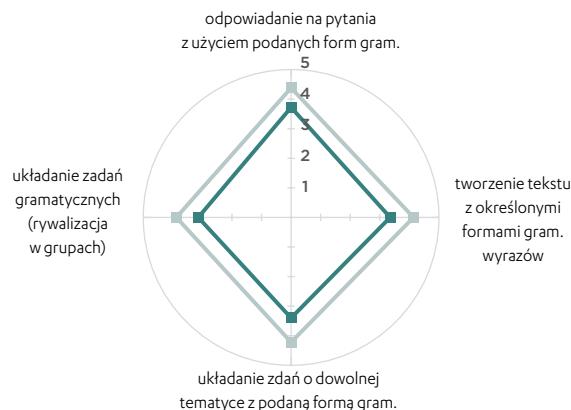 odpowiadanie na pytania
z użyciem podanych form gram.
5
4
3
2
1
układanie zadań
gramatycznych
(rywalizacja
w grupach)
tworzenie tekstu
z określonymi
formami gram.
wyrazów
układanie zdań o dowolnej
tematyce z podaną formą gram.